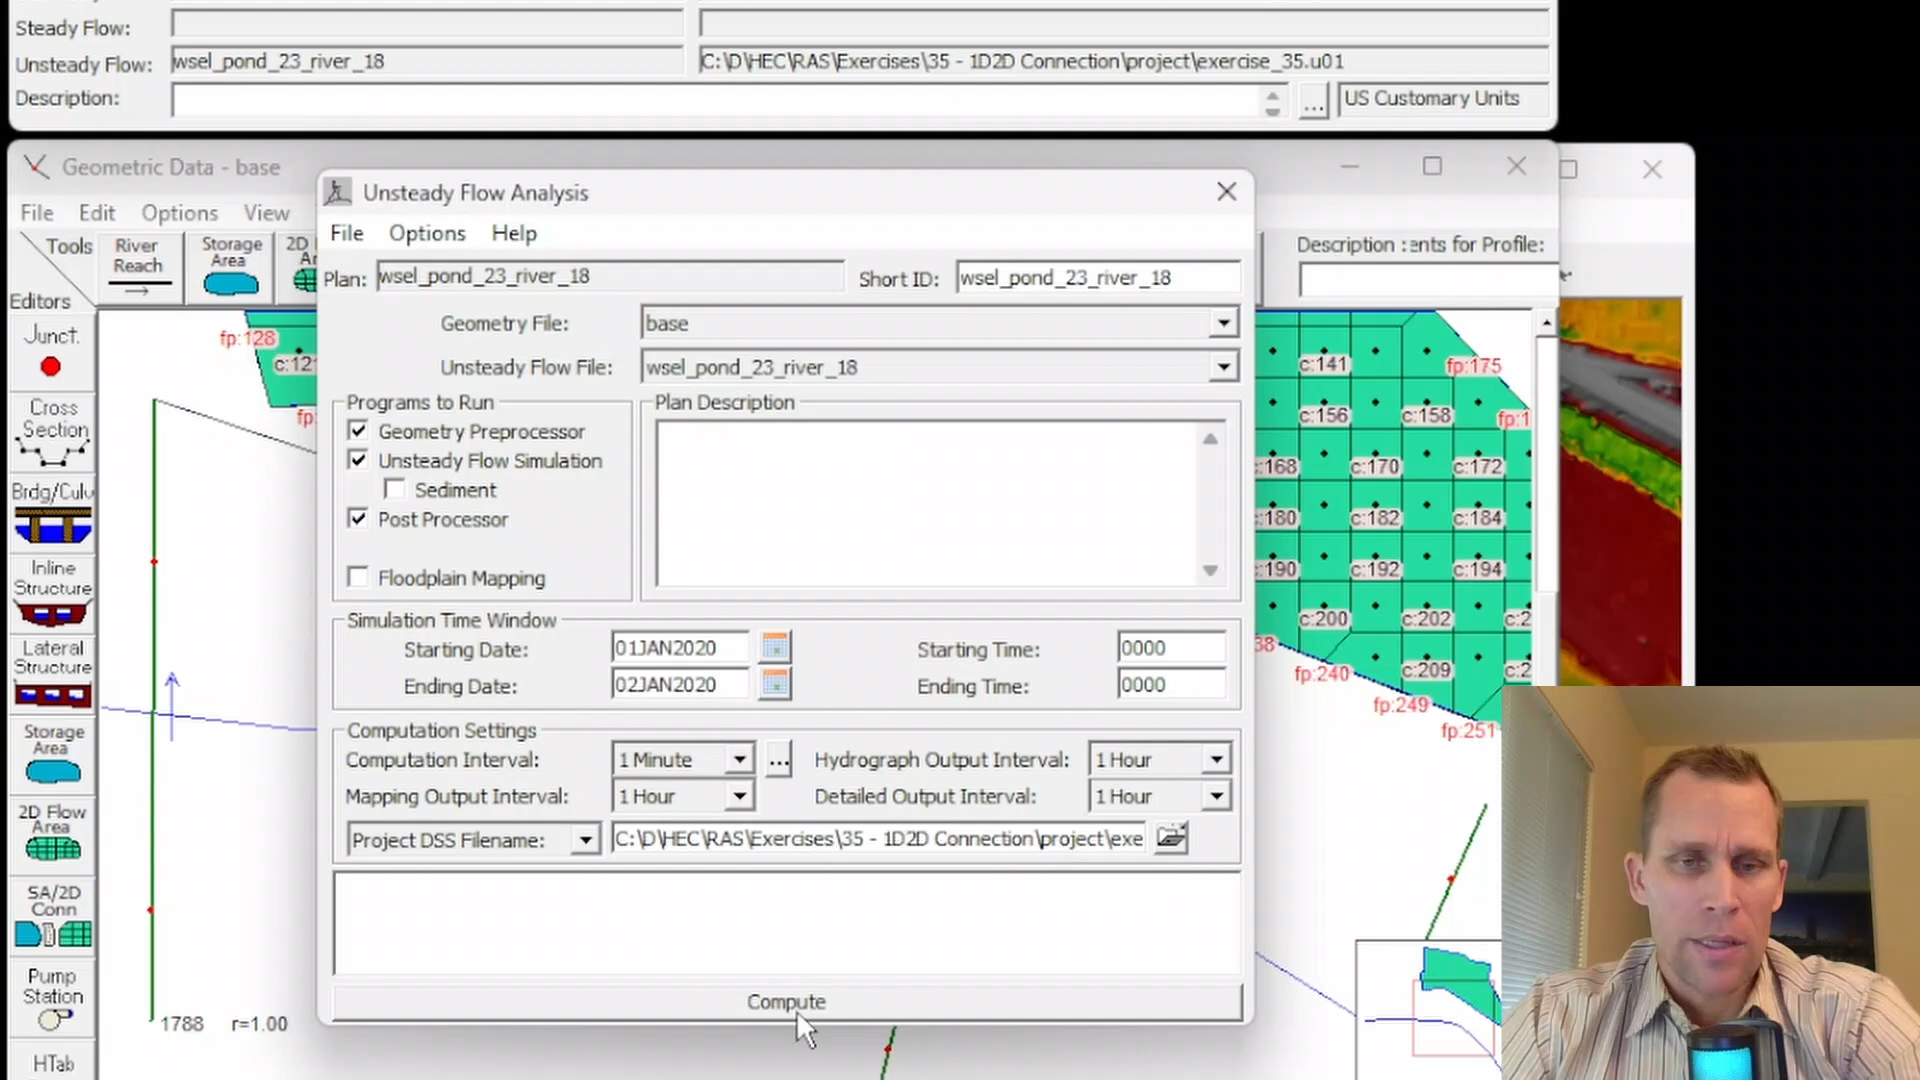 Steady Flow:
Unsteady Flow: wsel_pond_23_river_18 C:\D\HEC\RAS\Exercises\35 - 1D2D Connection\project\exercise_35.u01
Description: ... US Customary Units
Geometric Data - base
File Edit Options View
Tools River Reach Storage Area
Editors
Description :
ents for Profile:
Junct.
Cross Section
Brdg/Culv
Inline Structure
Lateral Structure
Storage Area
2D Flow Area
SA/2D Conn
Pump Station
HTab
Unsteady Flow Analysis
File Options Help
Plan: wsel_pond_23_river_18 Short ID: wsel_pond_23_river_18
Geometry File: base
Unsteady Flow File: wsel_pond_23_river_18
Programs to Run
Geometry Preprocessor
Unsteady Flow Simulation
Sediment
Post Processor
Floodplain Mapping
Plan Description
Simulation Time Window
Starting Date: 01JAN2020 Starting Time: 0000
Ending Date: 02JAN2020 Ending Time: 0000
Computation Settings
Computation Interval: 1 Minute ... Hydrograph Output Interval: 1 Hour
Mapping Output Interval: 1 Hour Detailed Output Interval: 1 Hour
Project DSS Filename: C:\D\HEC\RAS\Exercises\35 - 1D2D Connection\project\exe
Compute
fp:128
c:141 fp:175
c:156 c:158
:168 c:170 c:172
:180 c:182 c:184
:190 c:192 c:194
c:200 c:202
38 c:209
fp:240
fp:249
fp:251
1788 r=1.00